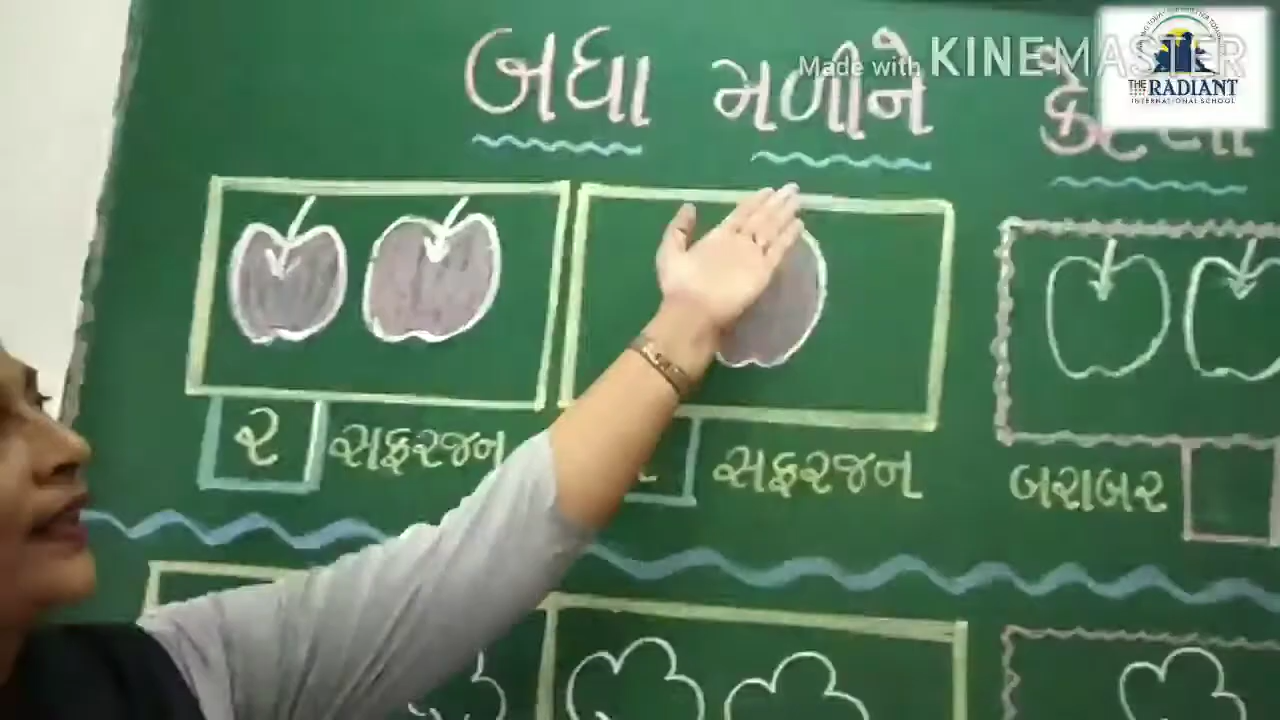 બધા મળીને
Made with KINEMASTER
THE RADIANT
INTERNATIONAL SCHOOL
૨ સફરજન
સફરજન
બરાબર